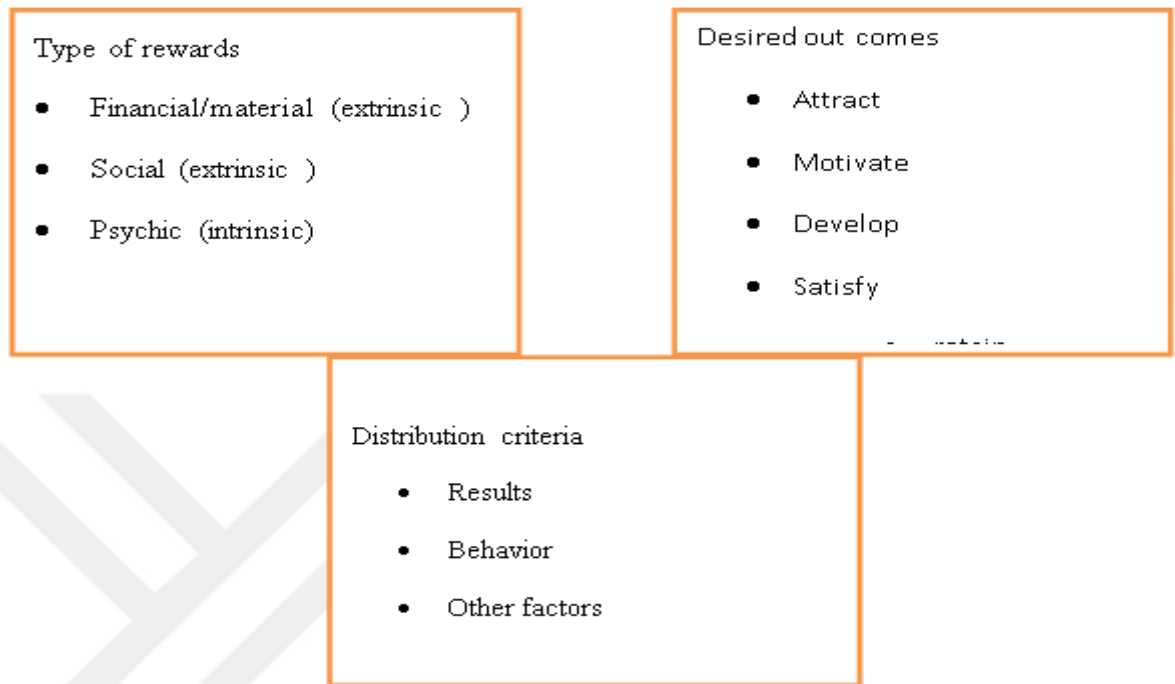 Type of rewards
• Financial/material (extrinsic )
• Social (extrinsic )
• Psychic (intrinsic)
Desired out comes
• Attract
• Motivate
• Develop
• Satisfy
Distribution criteria
• Results
• Behavior
• Other factors